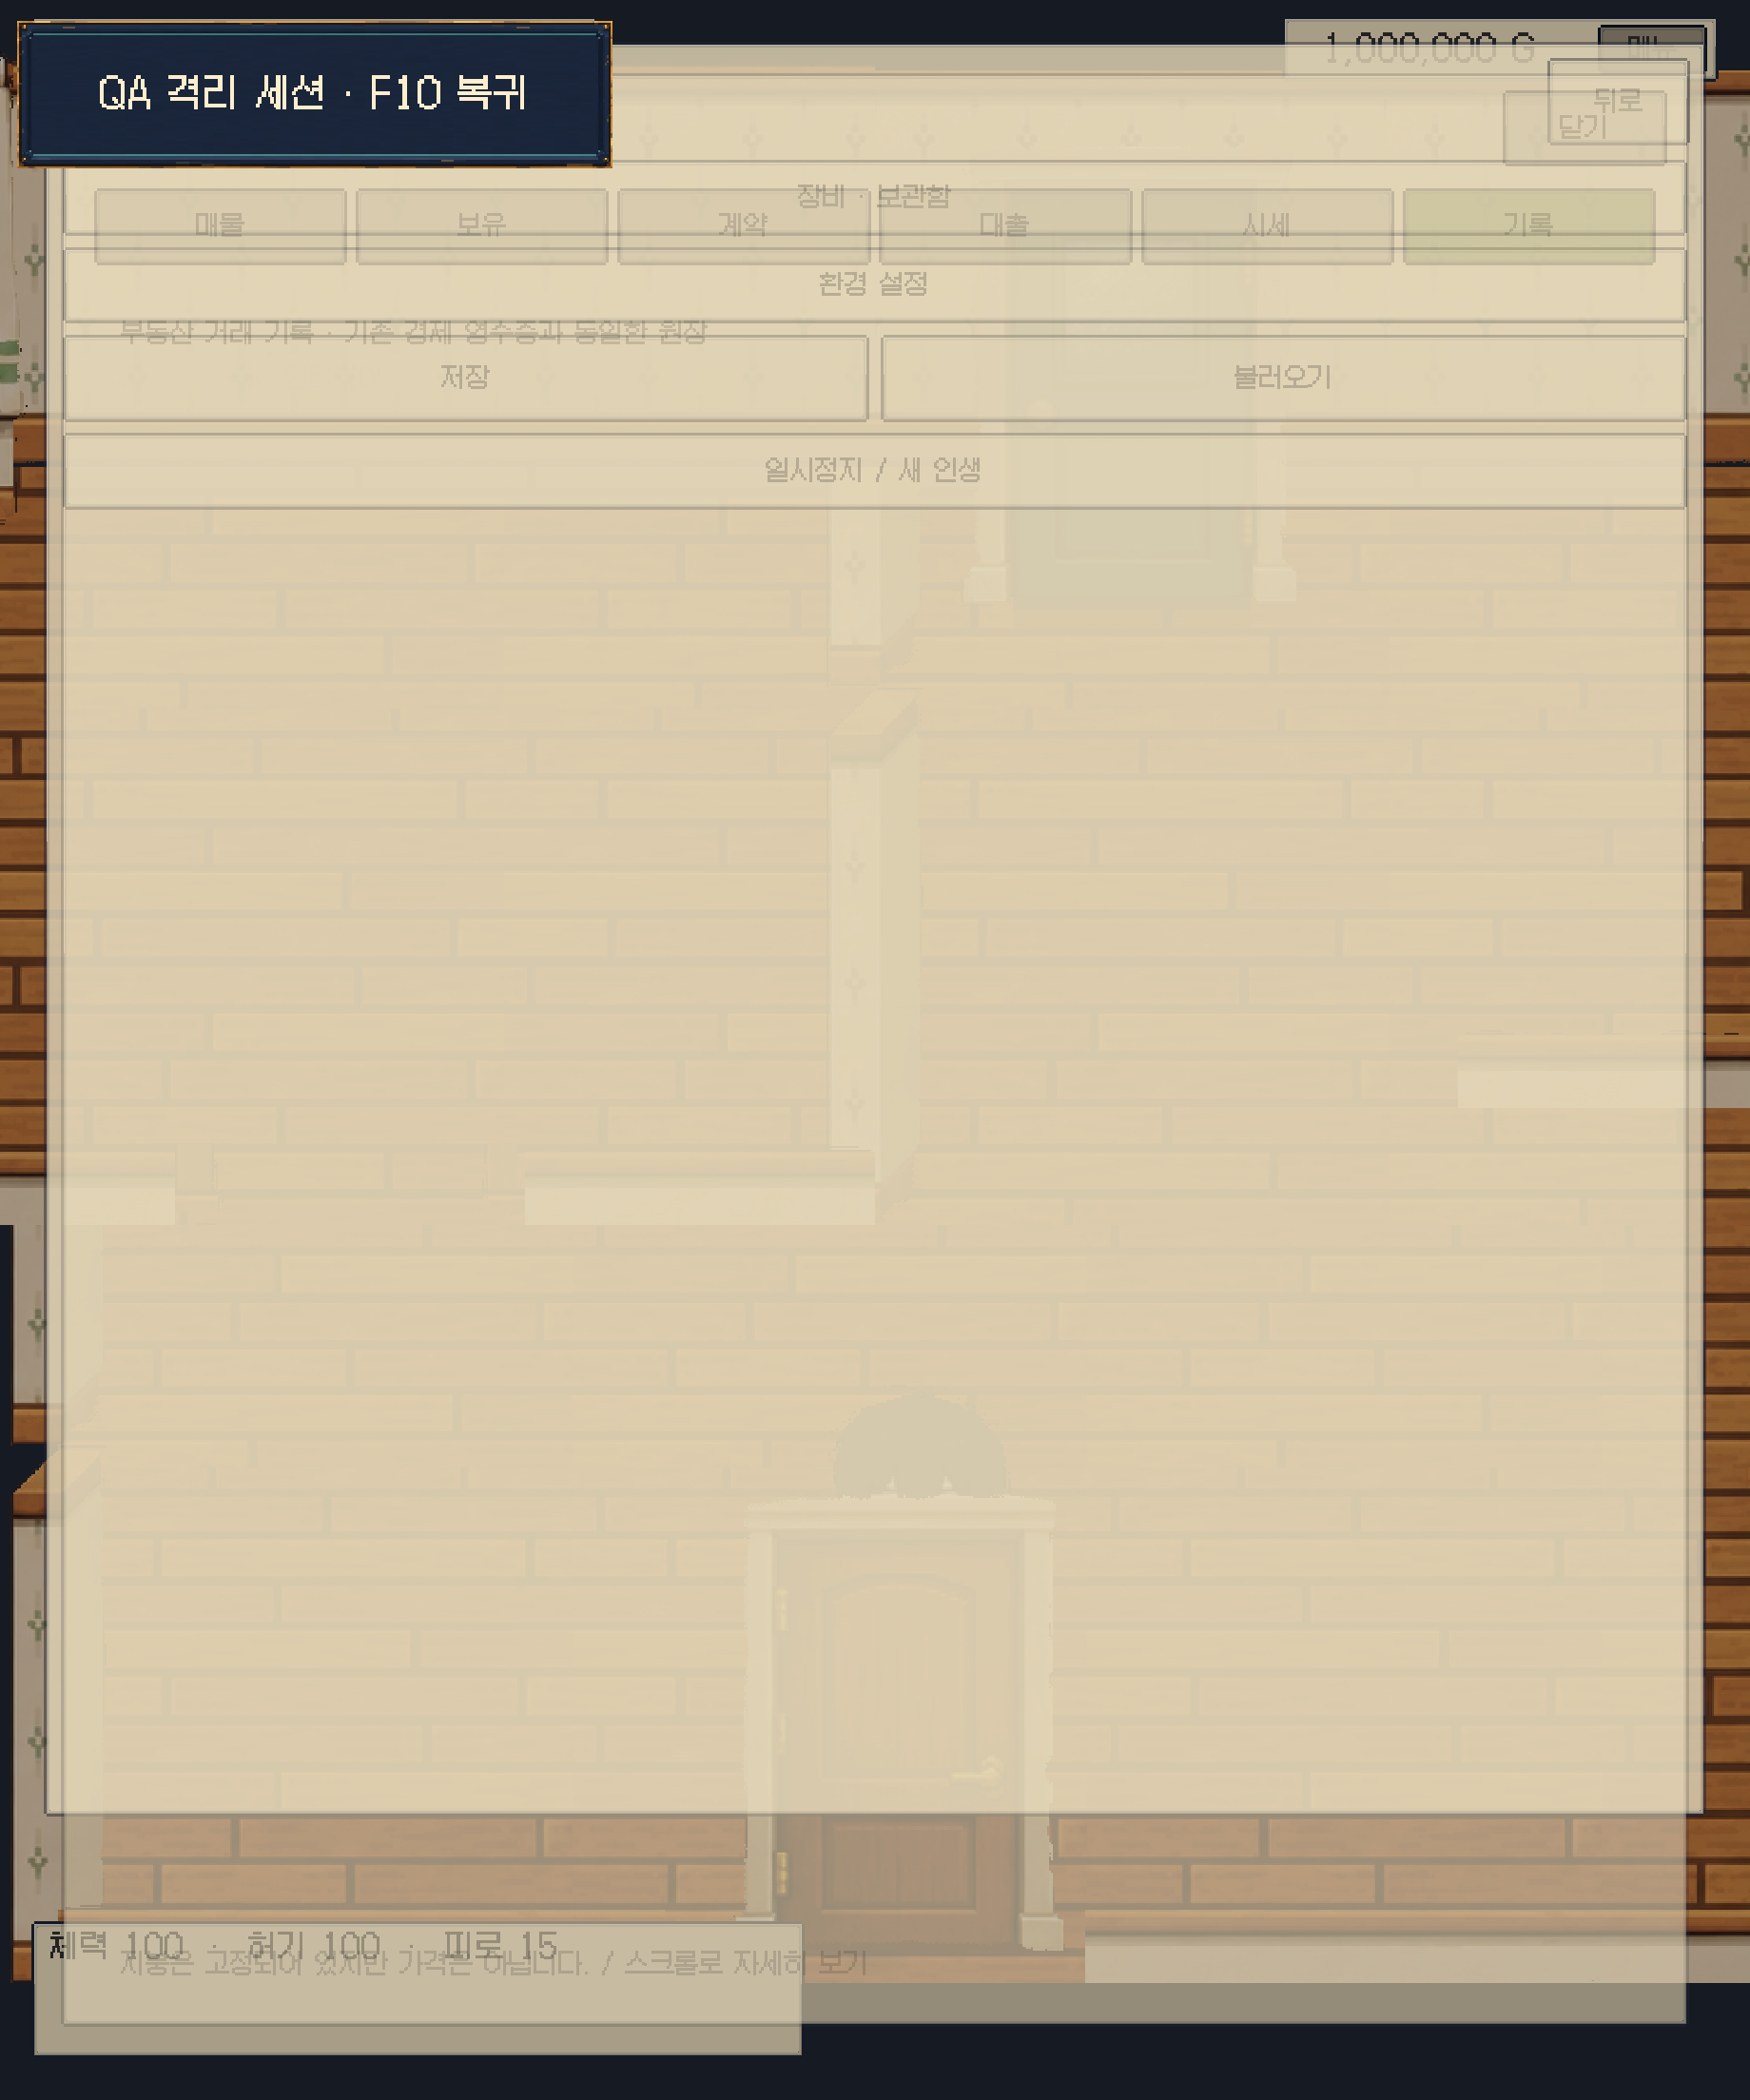 1,000,000 G
메뉴
QA 격리 세션 · F10 복귀
뒤로
닫기
장비 · 보관함
매물
보유
계약
대출
시세
기록
환경 설정
부동산 거래 기록 · 기존 경제 영수증과 동일한 원장
저장
불러오기
일시정지 / 새 인생
체력 100 · 허기 100 · 피로 15
지붕은 고정되어 있지만 가격은 아닙니다. / 스크롤로 자세히 보기